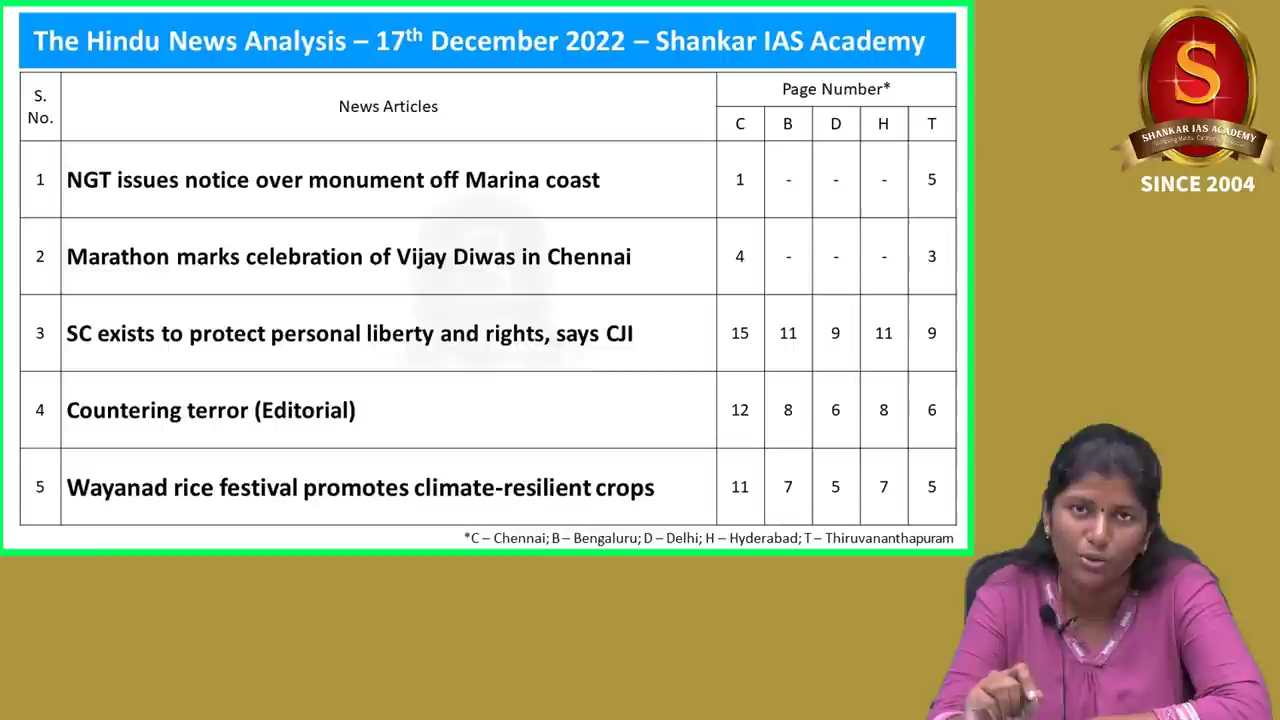 The Hindu News Analysis – 17th December 2022 – Shankar IAS Academy
S. No.
News Articles
Page Number*
C B D H T
1 NGT issues notice over monument off Marina coast 1 - - - 5
2 Marathon marks celebration of Vijay Diwas in Chennai 4 - - - 3
3 SC exists to protect personal liberty and rights, says CJI 15 11 9 11 9
4 Countering terror (Editorial) 12 8 6 8 6
5 Wayanad rice festival promotes climate-resilient crops 11 7 5 7 5
*C – Chennai; B – Bengaluru; D – Delhi; H – Hyderabad; T – Thiruvananthapuram
S
SHANKAR IAS ACADEMY
SINCE 2004